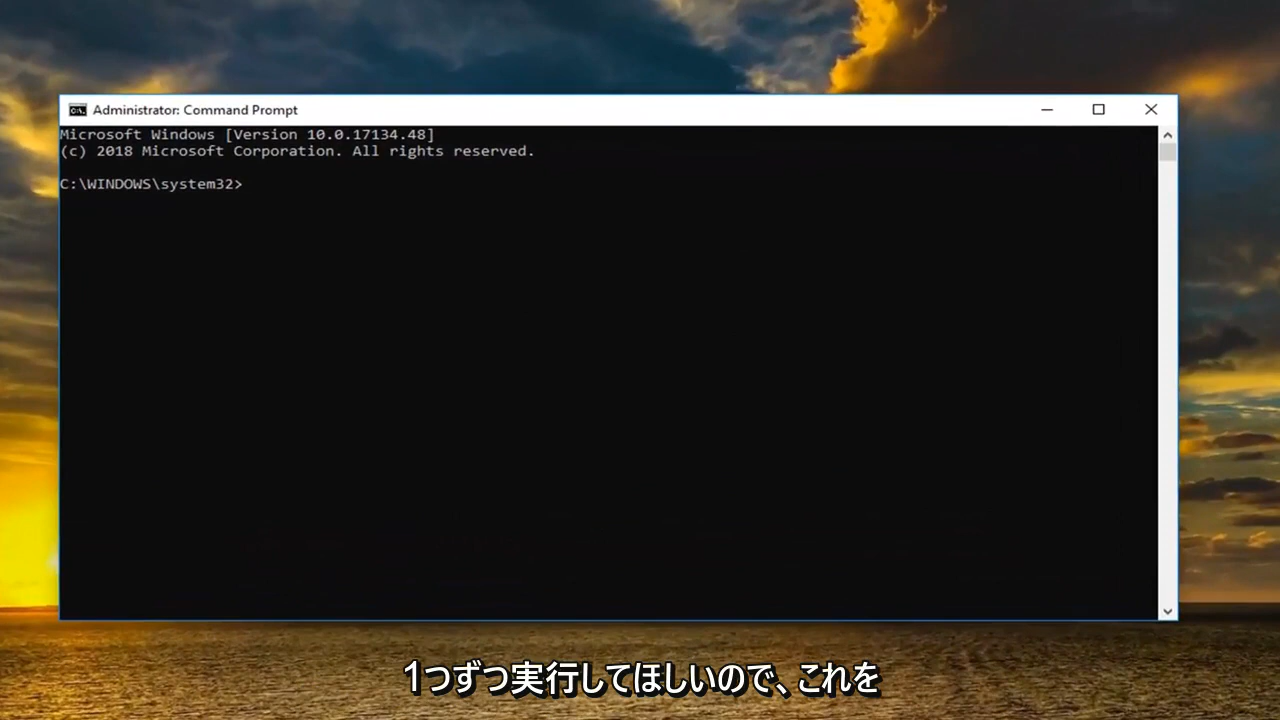 Administrator: Command Prompt
Microsoft Windows [Version 10.0.17134.48]
(c) 2018 Microsoft Corporation. All rights reserved.
C:\WINDOWS\system32>
1つずつ実行してほしいので、これを